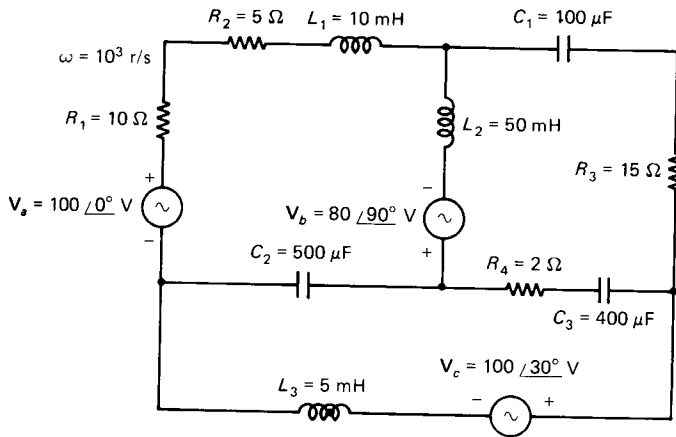 R₂ = 5 Ω
L₁ = 10 mH
C₁ = 100 μF
ω = 10³ r/s
R₁ = 10 Ω
L₂ = 50 mH
R₃ = 15 Ω
+
−
Vₐ = 100 ∠0° V
V_b = 80 ∠90° V
−
+
C₂ = 500 μF
R₄ = 2 Ω
C₃ = 400 μF
V_c = 100 ∠30° V
L₃ = 5 mH
−
+